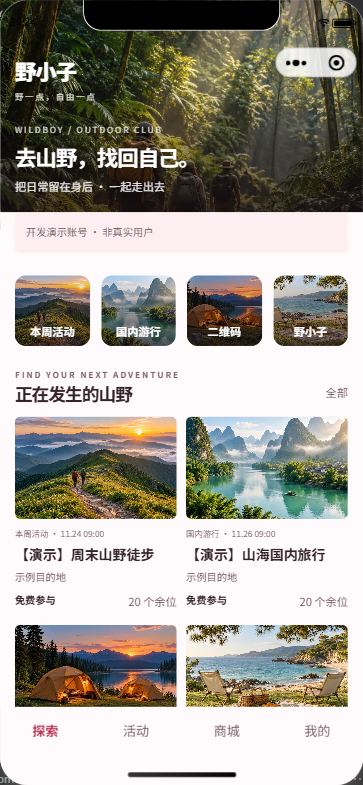 野小子
野一点，自由一点
WILDBOY / OUTDOOR CLUB
去山野，找回自己。
把日常留在身后 · 一起走出去
开发演示账号 · 非真实用户
本周活动
国内游行
二维码
野小子
FIND YOUR NEXT ADVENTURE
正在发生的山野
全部
本周活动 · 11.24 09:00
国内游行 · 11.26 09:00
【演示】周末山野徒步
【演示】山海国内旅行
示例目的地
示例目的地
免费参与
20 个余位
免费参与
20 个余位
探索
活动
商城
我的